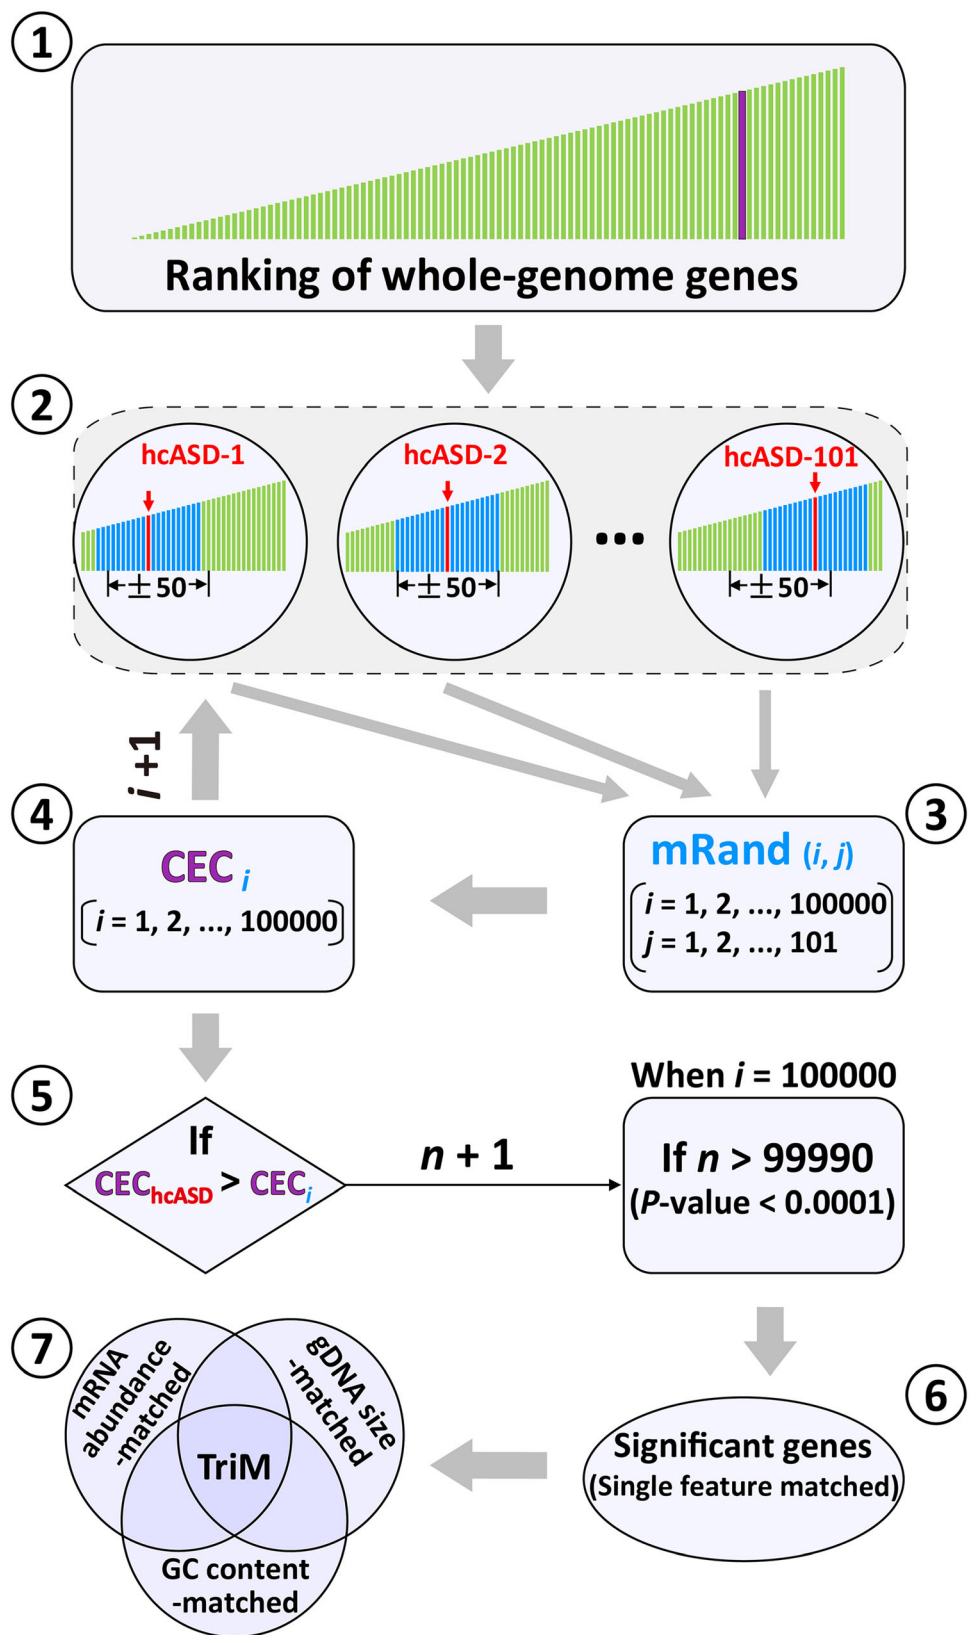 1
Ranking of whole-genome genes
2
hcASD-1
hcASD-2
hcASD-101
...
± 50
± 50
± 50
i +1
4
3
CEC i
(i = 1, 2, ..., 100000)
mRand (i, j)
i = 1, 2, ..., 100000
j = 1, 2, ..., 101
5
If
CEChcASD > CECi
n + 1
When i = 100000
If n > 99990
(P-value < 0.0001)
7
6
mRNA
abundance
-matched
gDNA size
-matched
TriM
GC content
-matched
Significant genes
(Single feature matched)